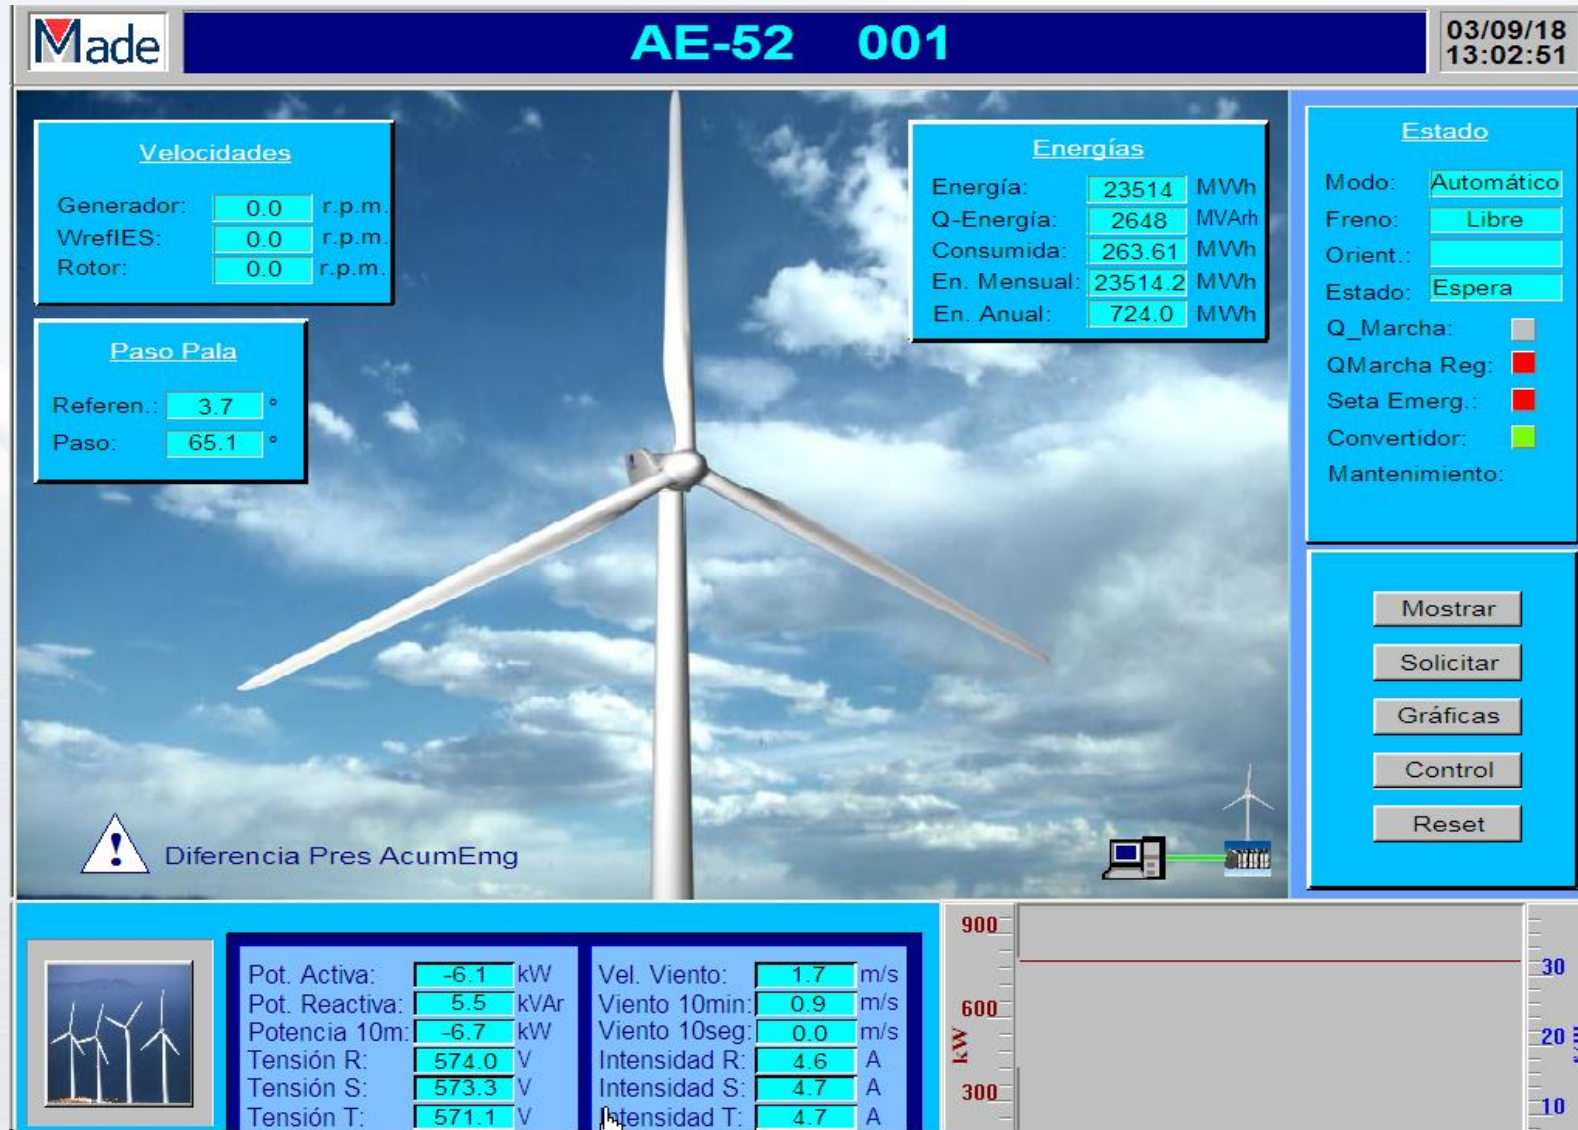 Made
AE-52 001
03/09/18
13:02:51
Velocidades
Generador: 0.0 r.p.m.
WrefIES: 0.0 r.p.m.
Rotor: 0.0 r.p.m.
Paso Pala
Referen.: 3.7 °
Paso: 65.1 °
Energías
Energía: 23514 MWh
Q-Energía: 2648 MVArh
Consumida: 263.61 MWh
En. Mensual: 23514.2 MWh
En. Anual: 724.0 MWh
Estado
Modo: Automático
Freno: Libre
Orient.:
Estado: Espera
Q_Marcha:
QMarcha Reg:
Seta Emerg.:
Convertidor:
Mantenimiento:
Mostrar
Solicitar
Gráficas
Control
Reset
! Diferencia Pres AcumEmg
Pot. Activa: -6.1 kW
Pot. Reactiva: 5.5 kVAr
Potencia 10m: -6.7 kW
Tensión R: 574.0 V
Tensión S: 573.3 V
Tensión T: 571.1 V
Vel. Viento: 1.7 m/s
Viento 10min: 0.9 m/s
Viento 10seg: 0.0 m/s
Intensidad R: 4.6 A
Intensidad S: 4.7 A
Intensidad T: 4.7 A
900
600
300
kW
30
20
10